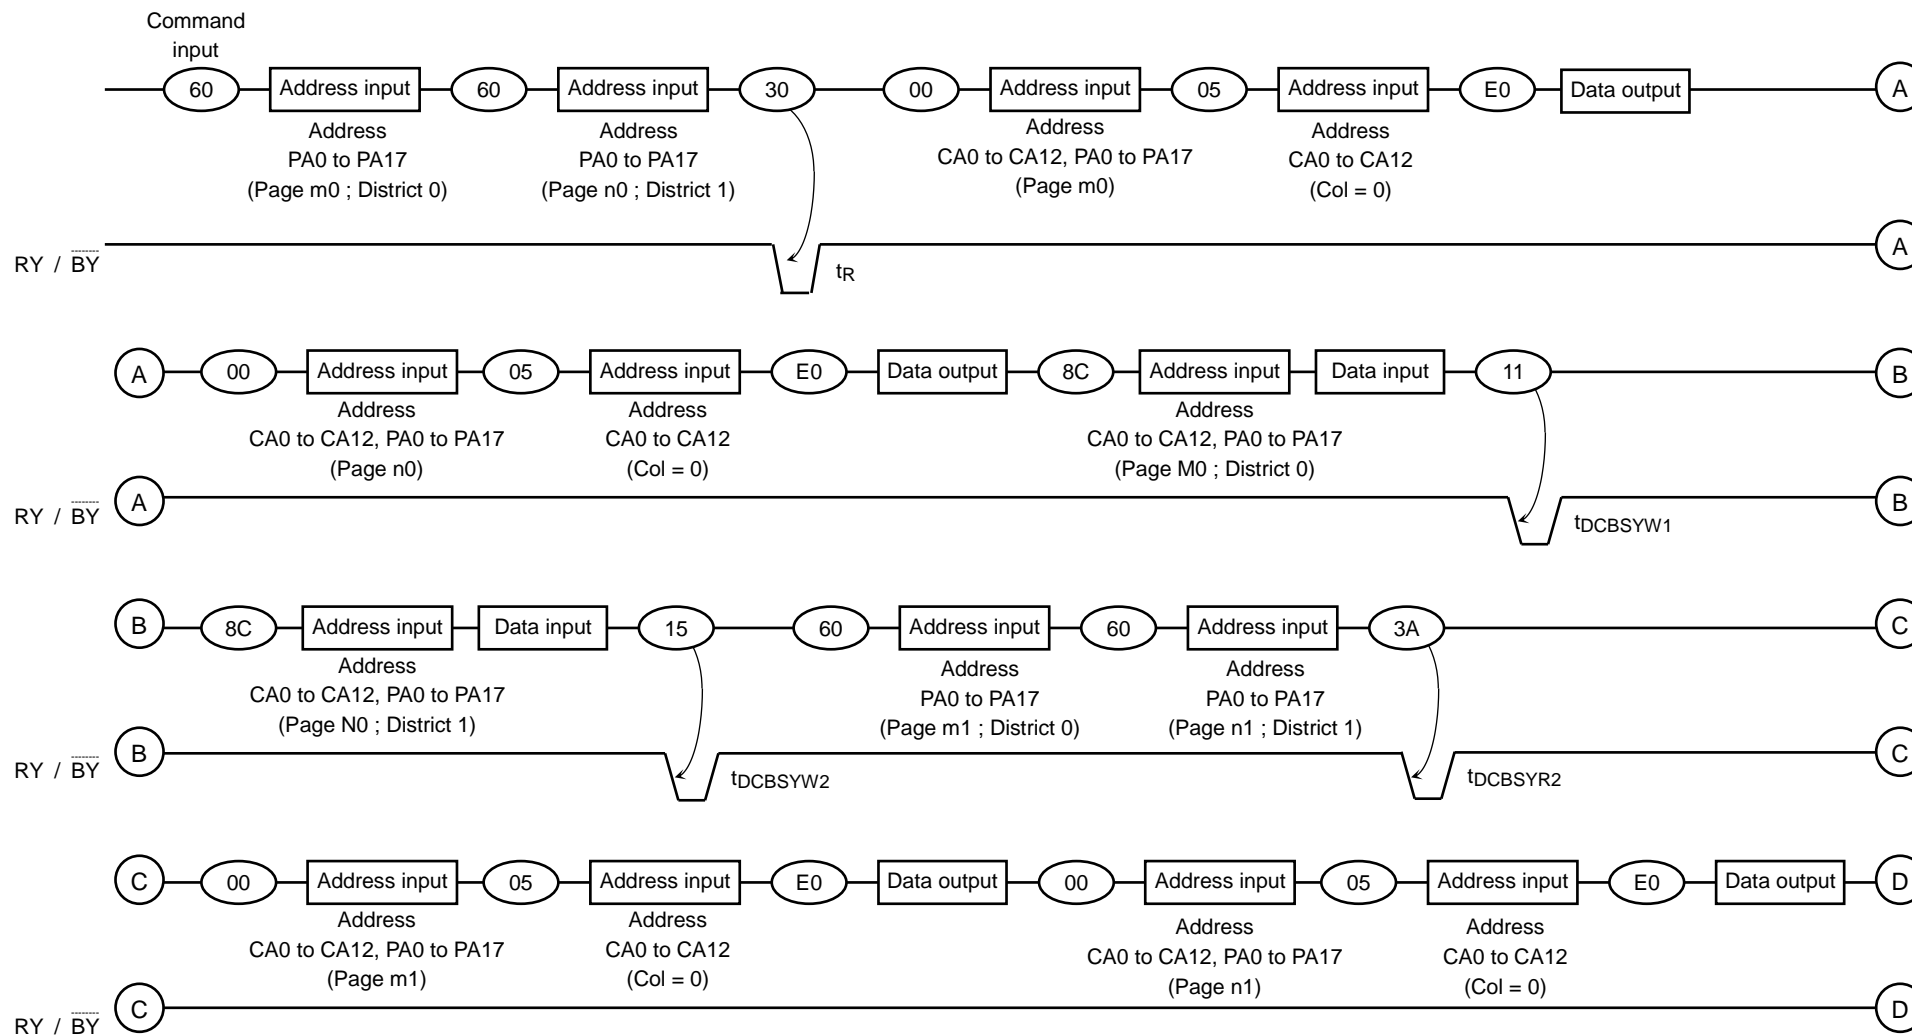 Command
input
60 Address input 60 Address input 30 00 Address input 05 Address input E0 Data output A
Address
PA0 to PA17
(Page m0 ; District 0)
Address
PA0 to PA17
(Page n0 ; District 1)
Address
CA0 to CA12, PA0 to PA17
(Page m0)
Address
CA0 to CA12
(Col = 0)
RY / BY tR A
A 00 Address input 05 Address input E0 Data output 8C Address input Data input 11 B
Address
CA0 to CA12, PA0 to PA17
(Page n0)
Address
CA0 to CA12
(Col = 0)
Address
CA0 to CA12, PA0 to PA17
(Page M0 ; District 0)
RY / BY A tDCBSYW1 B
B 8C Address input Data input 15 60 Address input 60 Address input 3A C
Address
CA0 to CA12, PA0 to PA17
(Page N0 ; District 1)
Address
PA0 to PA17
(Page m1 ; District 0)
Address
PA0 to PA17
(Page n1 ; District 1)
RY / BY B tDCBSYW2 tDCBSYR2 C
C 00 Address input 05 Address input E0 Data output 00 Address input 05 Address input E0 Data output D
Address
CA0 to CA12, PA0 to PA17
(Page m1)
Address
CA0 to CA12
(Col = 0)
Address
CA0 to CA12, PA0 to PA17
(Page n1)
Address
CA0 to CA12
(Col = 0)
RY / BY C D